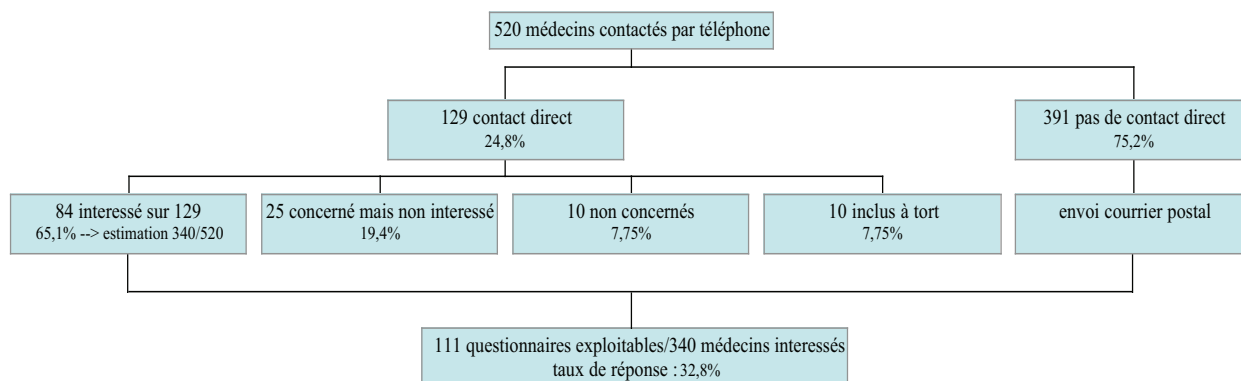 520 médecins contactés par téléphone
129 contact direct
24,8%
391 pas de contact direct
75,2%
84 interessé sur 129
65,1% --> estimation 340/520
25 concerné mais non interessé
19,4%
10 non concernés
7,75%
10 inclus à tort
7,75%
envoi courrier postal
111 questionnaires exploitables/340 médecins interessés
taux de réponse : 32,8%